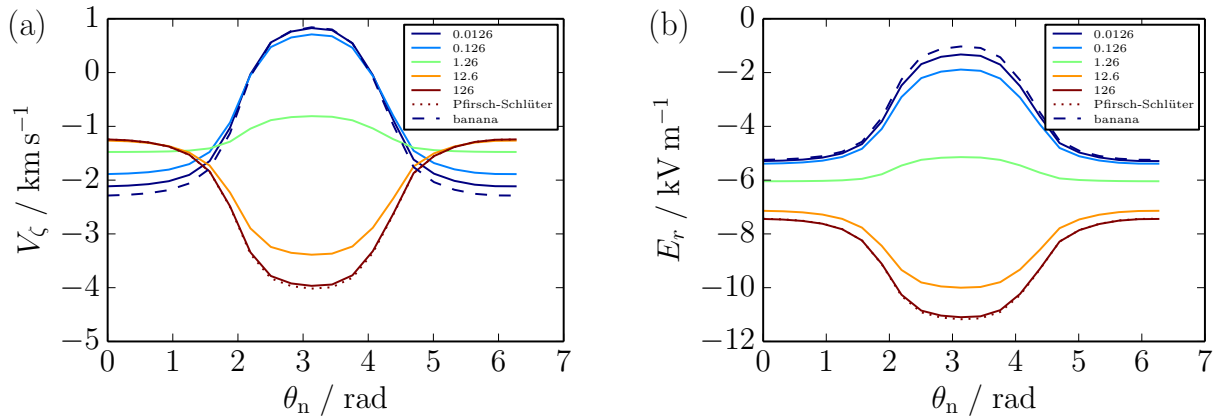 (a)
1
0
−1
−2
−3
−4
−5
V_ζ / km s⁻¹
0 1 2 3 4 5 6 7
θ_n / rad
0.0126
0.126
1.26
12.6
126
Pfirsch-Schlüter
banana
(b)
0
−2
−4
−6
−8
−10
−12
E_r / kV m⁻¹
0 1 2 3 4 5 6 7
θ_n / rad
0.0126
0.126
1.26
12.6
126
Pfirsch-Schlüter
banana